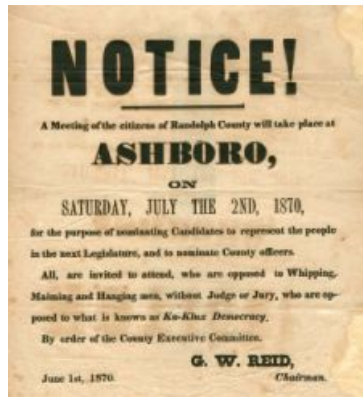 NOTICE!
A Meeting of the citizens of Randolph County will take place at
ASHBORO,
ON
SATURDAY, JULY THE 2ND, 1870,
for the purpose of nominating Candidates to represent the people
in the next Legislature, and to nominate County officers.
All, are invited to attend, who are opposed to Whipping,
Maiming and Hanging men, without Judge or Jury, who are op-
posed to what is known as Ku-Klux Democracy.
By order of the County Executive Committee.
G. W. REID,
June 1st, 1870. Chairman.